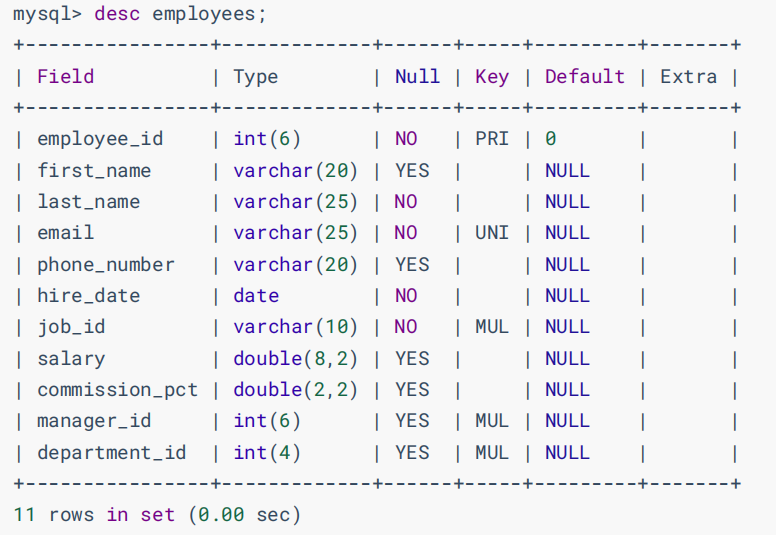 mysql> desc employees;
+----------------+-------------+------+-----+---------+-------+
| Field          | Type        | Null | Key | Default | Extra |
+----------------+-------------+------+-----+---------+-------+
| employee_id    | int(6)      | NO   | PRI | 0       |       |
| first_name     | varchar(20) | YES  |     | NULL    |       |
| last_name      | varchar(25) | NO   |     | NULL    |       |
| email          | varchar(25) | NO   | UNI | NULL    |       |
| phone_number   | varchar(20) | YES  |     | NULL    |       |
| hire_date      | date        | NO   |     | NULL    |       |
| job_id         | varchar(10) | NO   | MUL | NULL    |       |
| salary         | double(8,2) | YES  |     | NULL    |       |
| commission_pct | double(2,2) | YES  |     | NULL    |       |
| manager_id     | int(6)      | YES  | MUL | NULL    |       |
| department_id  | int(4)      | YES  | MUL | NULL    |       |
+----------------+-------------+------+-----+---------+-------+
11 rows in set (0.00 sec)